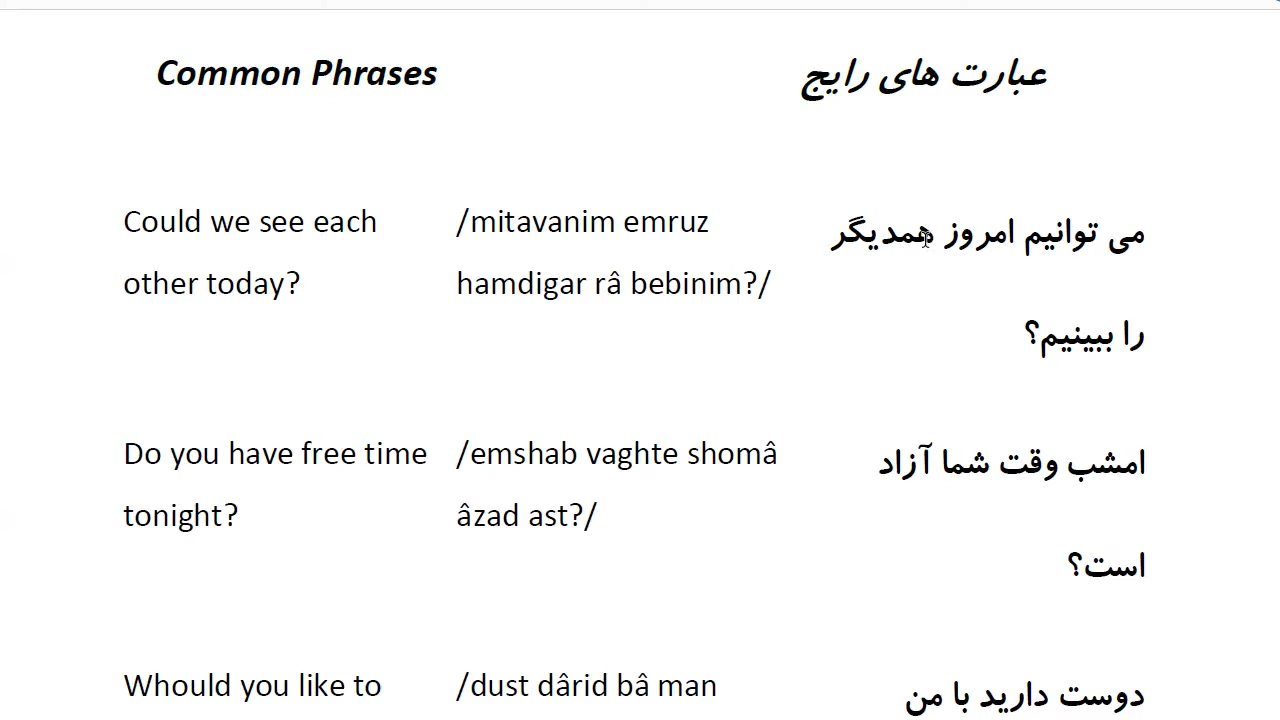 Common Phrases
عبارت های رایج
Could we see each
other today?
/mitavanim emruz
hamdigar râ bebinim?/
می توانیم امروز همدیگر
را ببینیم؟
Do you have free time
tonight?
/emshab vaghte shomâ
âzad ast?/
امشب وقت شما آزاد
است؟
Whould you like to
/dust dârid bâ man
دوست دارید با من